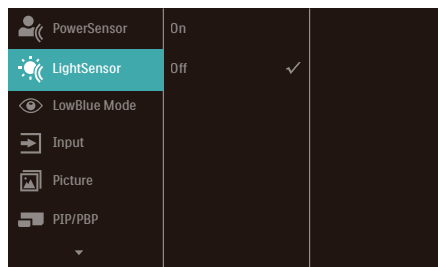 PowerSensor
On
LightSensor
Off
LowBlue Mode
Input
Picture
PIP/PBP